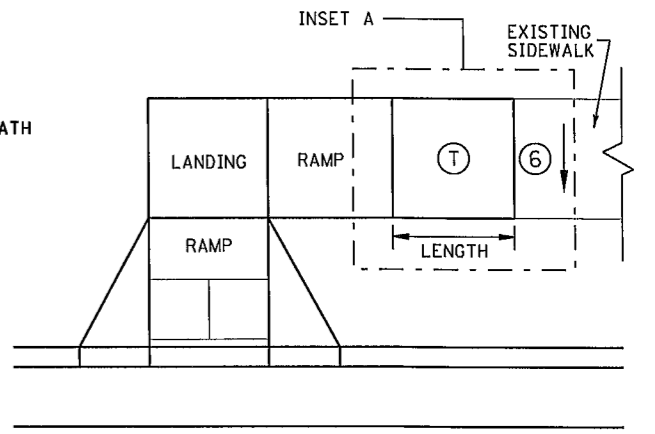 INSET A
EXISTING
SIDEWALK
ATH
LANDING
RAMP
T
6
RAMP
LENGTH